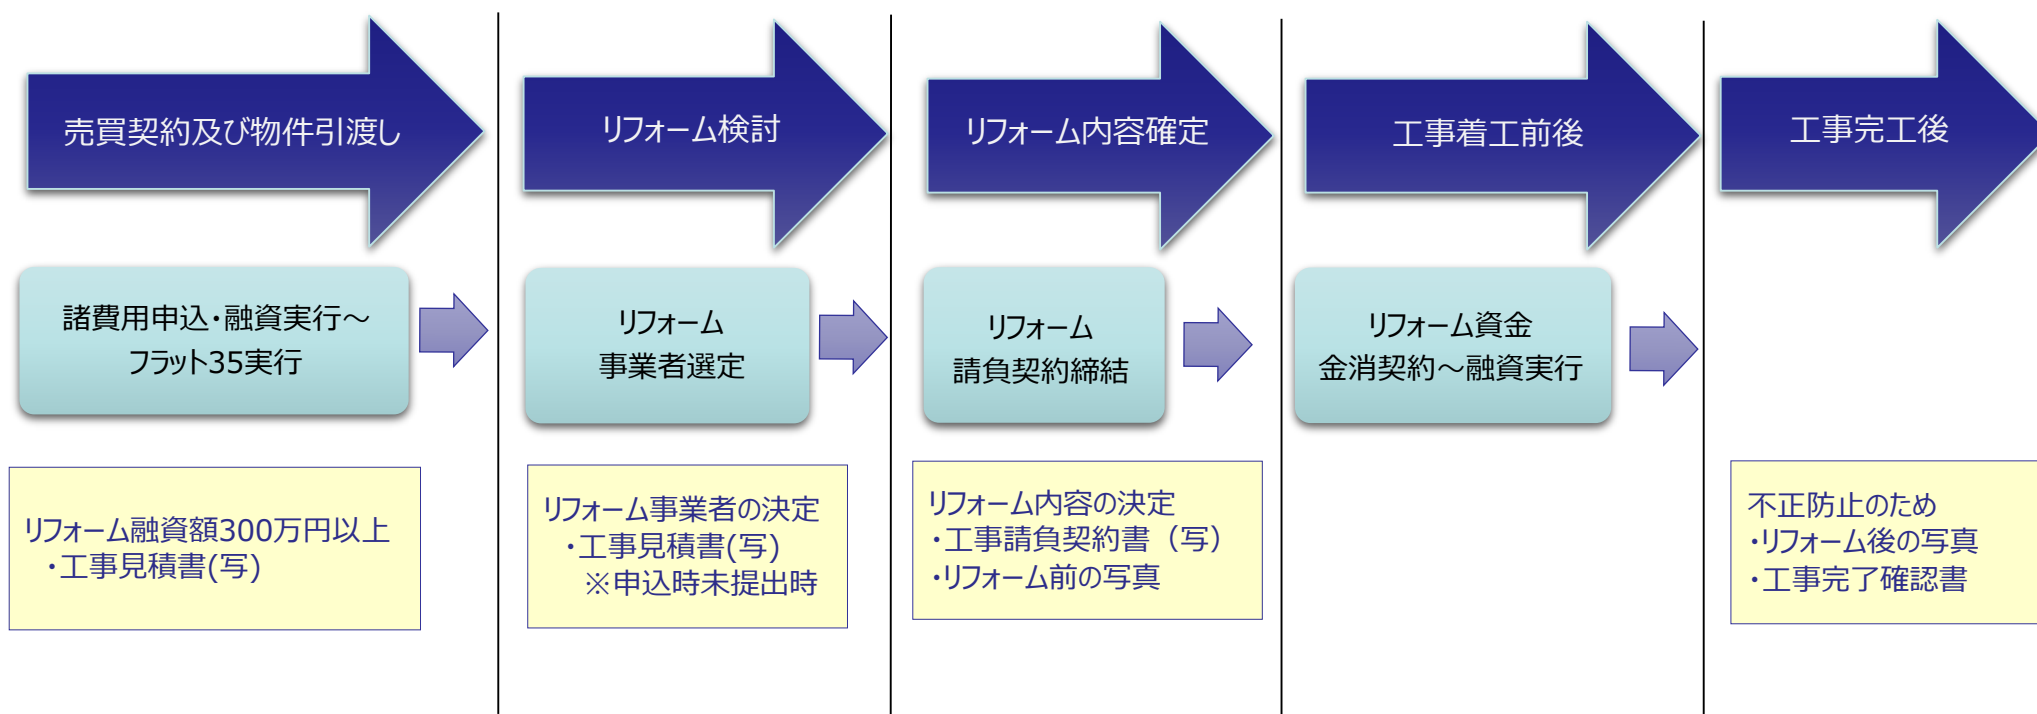 売買契約及び物件引渡し
リフォーム検討
リフォーム内容確定
工事着工前後
工事完工後
諸費用申込・融資実行～
フラット35実行
リフォーム
事業者選定
リフォーム
請負契約締結
リフォーム資金
金消契約～融資実行
リフォーム融資額300万円以上
・工事見積書(写)
リフォーム事業者の決定
・工事見積書(写)
※申込時未提出時
リフォーム内容の決定
・工事請負契約書（写）
・リフォーム前の写真
不正防止のため
・リフォーム後の写真
・工事完了確認書